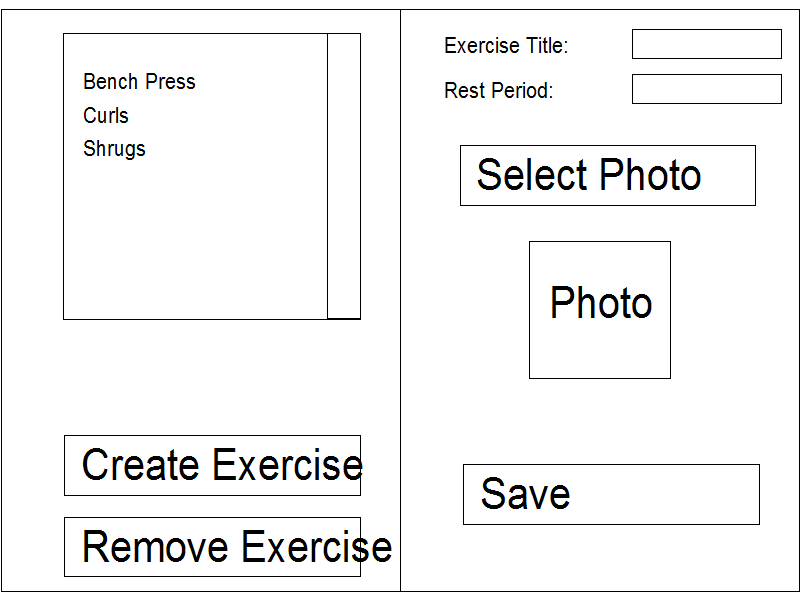 Bench Press
Curls
Shrugs
Create Exercise
Remove Exercise
Exercise Title:
Rest Period:
Select Photo
Photo
Save